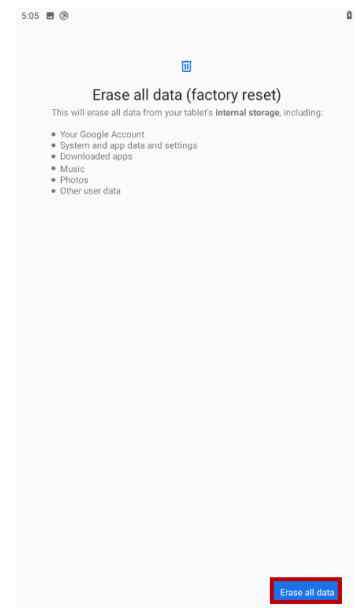 5:05
Erase all data (factory reset)
This will erase all data from your tablet's internal storage, including:
Your Google Account
System and app data and settings
Downloaded apps
Music
Photos
Other user data
Erase all data